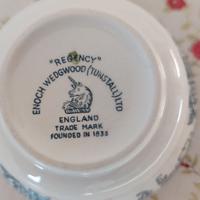 "REGENCY"
ENOCH WEDGWOOD (TUNSTALL) LTD
ENGLAND
TRADE MARK
FOUNDED IN 1835